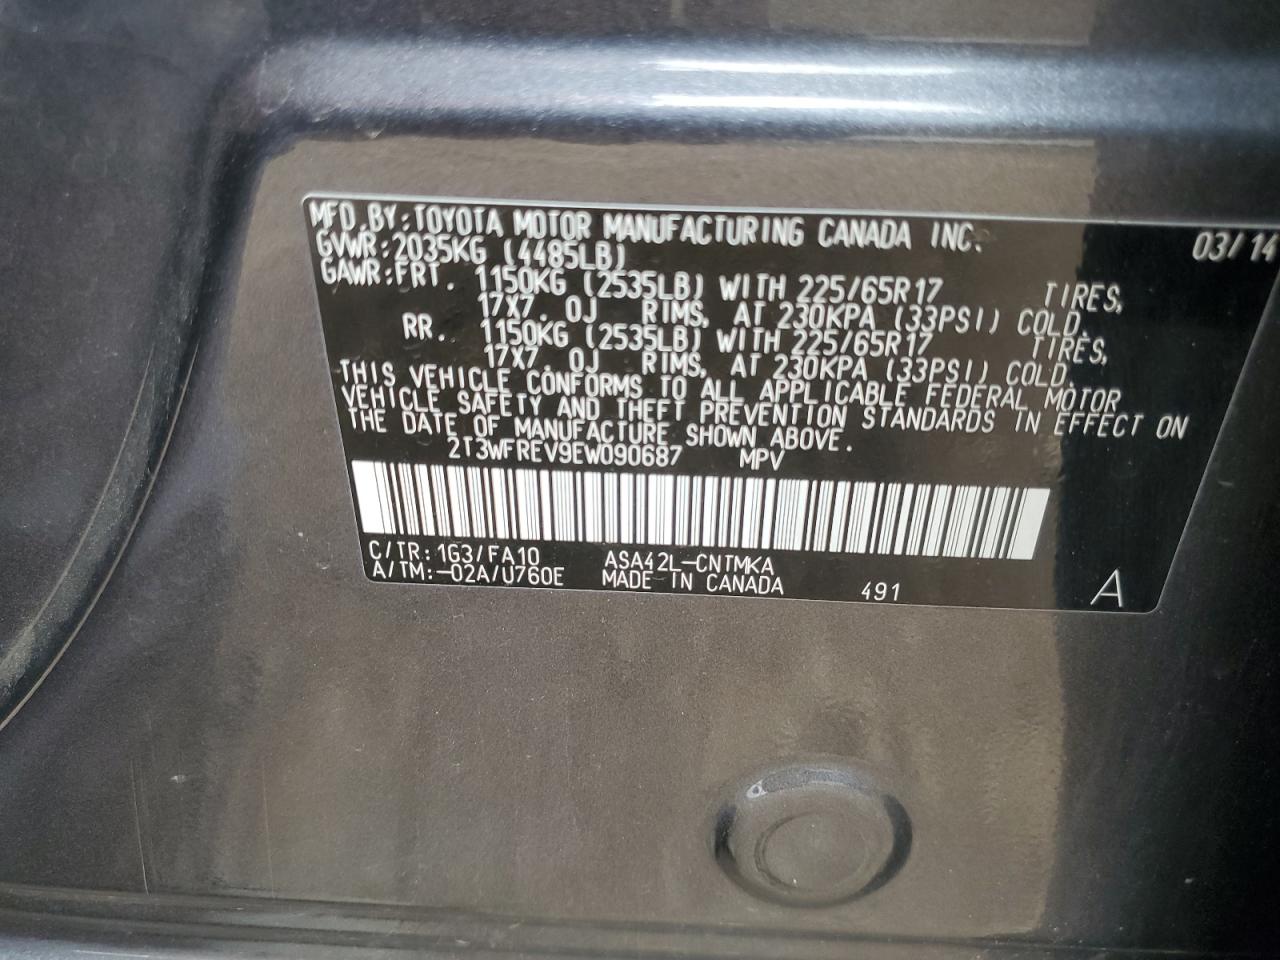 MFD. BY: TOYOTA MOTOR MANUFACTURING CANADA INC. 03/14
GVWR: 2035KG (4485LB)
GAWR: FRT. 1150KG (2535LB) WITH 225/65R17 TIRES,
17X7.0J RIMS, AT 230KPA (33PSI) COLD.
RR. 1150KG (2535LB) WITH 225/65R17 TIRES,
17X7.0J RIMS, AT 230KPA (33PSI) COLD.
THIS VEHICLE CONFORMS TO ALL APPLICABLE FEDERAL MOTOR
VEHICLE SAFETY AND THEFT PREVENTION STANDARDS IN EFFECT ON
THE DATE OF MANUFACTURE SHOWN ABOVE.
2T3WFREV9EW090687 MPV
C/TR: 1G3/FA10 ASA42L-CNTMKA
A/TM:-02A/U760E MADE IN CANADA 491 A